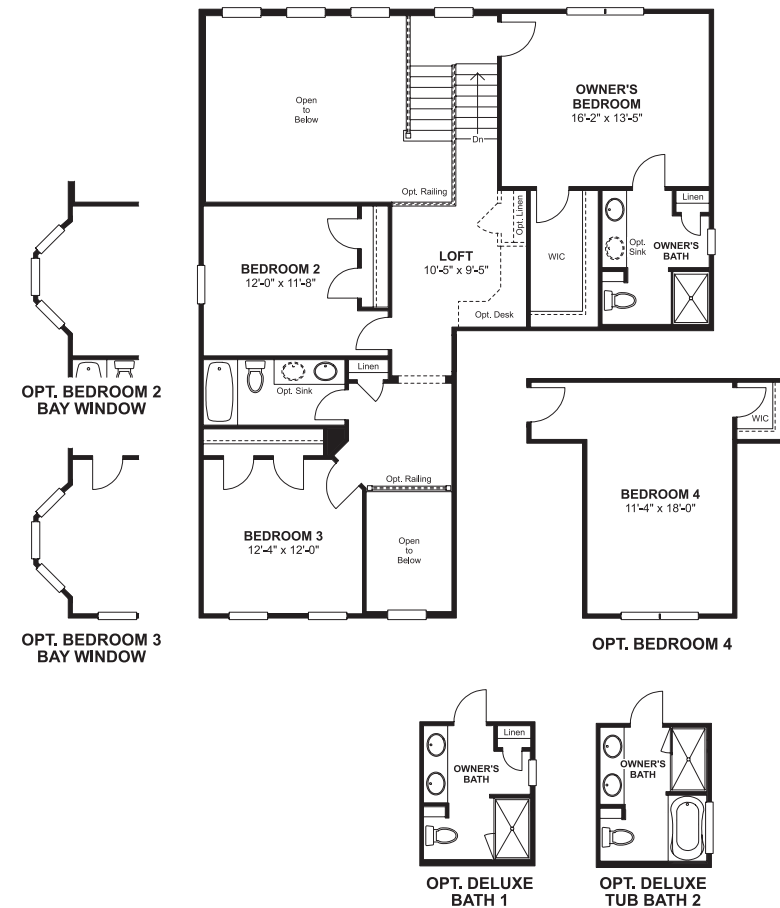 OWNER'S
BEDROOM
16'-2" x 13'-5"
Open
to
Below
Dn
Opt. Railing
Opt. Linen
Linen
Opt.
Sink
OWNER'S
BATH
WIC
LOFT
10'-5" x 9'-5"
BEDROOM 2
12'-0" x 11'-8"
Opt. Desk
Linen
Opt. Sink
OPT. BEDROOM 2
BAY WINDOW
WIC
Opt. Railing
BEDROOM 3
12'-4" x 12'-0"
Open
to
Below
BEDROOM 4
11'-4" x 18'-0"
OPT. BEDROOM 3
BAY WINDOW
OPT. BEDROOM 4
Linen
OWNER'S
BATH
OWNER'S
BATH
OPT. DELUXE
BATH 1
OPT. DELUXE
TUB BATH 2